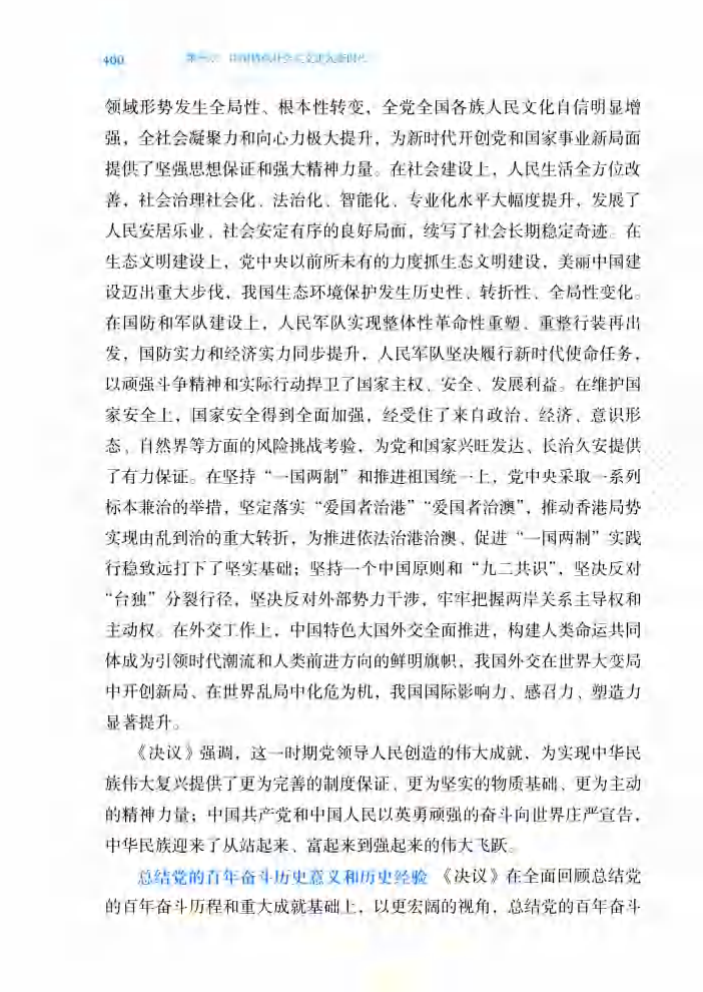 400
领域形势发生全局性、根本性转变，全党全国各族人民文化自信明显增
强，全社会凝聚力和向心力极大提升，为新时代开创党和国家事业新局面
提供了坚强思想保证和强大精神力量。在社会建设上，人民生活全方位改
善，社会治理社会化、法治化、智能化、专业化水平大幅度提升，发展了
人民安居乐业、社会安定有序的良好局面，续写了社会长期稳定奇迹。在
生态文明建设上，党中央以前所未有的力度抓生态文明建设，美丽中国建
设迈出重大步伐，我国生态环境保护发生历史性、转折性、全局性变化。
在国防和军队建设上，人民军队实现整体性革命性重塑、重整行装再出
发，国防实力和经济实力同步提升，人民军队坚决履行新时代使命任务，
以顽强斗争精神和实际行动捍卫了国家主权、安全、发展利益。在维护国
家安全上，国家安全得到全面加强，经受住了来自政治、经济、意识形
态、自然界等方面的风险挑战考验，为党和国家兴旺发达、长治久安提供
了有力保证。在坚持“一国两制”和推进祖国统一上，党中央采取一系列
标本兼治的举措，坚定落实“爱国者治港”“爱国者治澳”，推动香港局势
实现由乱到治的重大转折，为推进依法治港治澳、促进“一国两制”实践
行稳致远打下了坚实基础；坚持一个中国原则和“九二共识”，坚决反对
“台独”分裂行径，坚决反对外部势力干涉，牢牢把握两岸关系主导权和
主动权。在外交工作上，中国特色大国外交全面推进，构建人类命运共同
体成为引领时代潮流和人类前进方向的鲜明旗帜，我国外交在世界大变局
中开创新局、在世界乱局中化危为机，我国国际影响力、感召力、塑造力
显著提升。
《决议》强调，这一时期党领导人民创造的伟大成就，为实现中华民
族伟大复兴提供了更为完善的制度保证、更为坚实的物质基础、更为主动
的精神力量；中国共产党和中国人民以英勇顽强的奋斗向世界庄严宣告，
中华民族迎来了从站起来、富起来到强起来的伟大飞跃。
总结党的百年奋斗历史意义和历史经验 《决议》在全面回顾总结党
的百年奋斗历程和重大成就基础上，以更宏阔的视角，总结党的百年奋斗